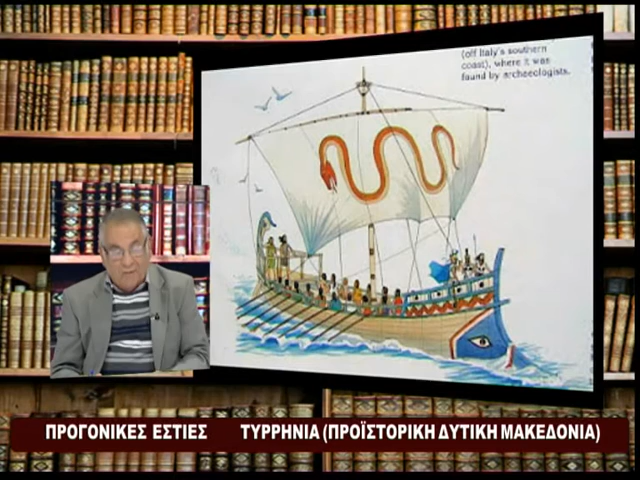 (off Italy's southern
coast), where it was
found by archaeologists.
ΠΡΟΓΟΝΙΚΕΣ ΕΣΤΙΕΣ ΤΥΡΡΗΝΙΑ (ΠΡΟΪΣΤΟΡΙΚΗ ΔΥΤΙΚΗ ΜΑΚΕΔΟΝΙΑ)